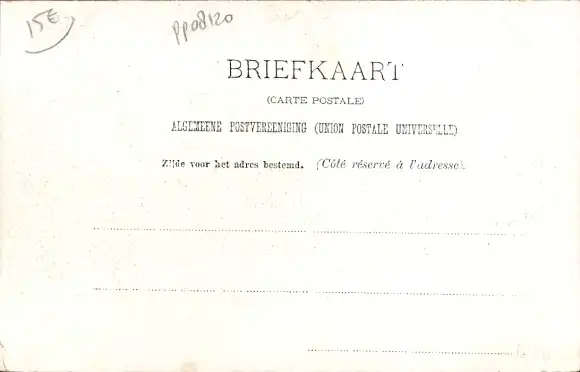 15€
PP08120
BRIEFKAART
(CARTE POSTALE)
ALGEMEENE POSTVEREENIGING (UNION POSTALE UNIVERSELLE)
Zijde voor het adres bestemd. (Côté réservé à l'adresse).